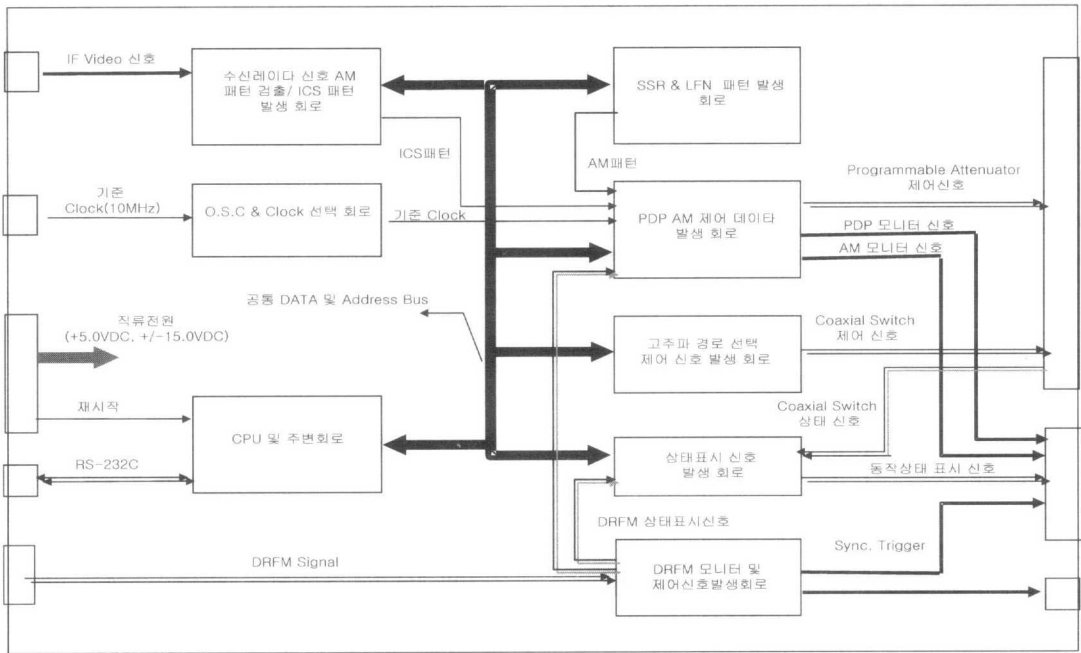 IF Video 신호
수신레이다 신호 AM
패턴 검출/ ICS 패턴
발생 회로
SSR & LFN 패턴 발생
회로
ICS패턴
AM패턴
Programmable Attenuator
제어신호
기준
Clock(10MHz)
O.S.C & Clock 선택 회로
기준 Clock
PDP AM 제어 데이타
발생 회로
PDP 모니터 신호
AM 모니터 신호
공통 DATA 및 Address Bus
직류전원
(+5.0VDC, +/-15.0VDC)
고주파 경로 선택
제어 신호 발생 회로
Coaxial Switch
제어 신호
재시작
CPU 및 주변회로
Coaxial Switch
상태 신호
RS-232C
상태표시 신호
발생 회로
동작상태 표시 신호
DRFM 상태표시신호
DRFM Signal
DRFM 모니터 및
제어신호발생회로
Sync. Trigger